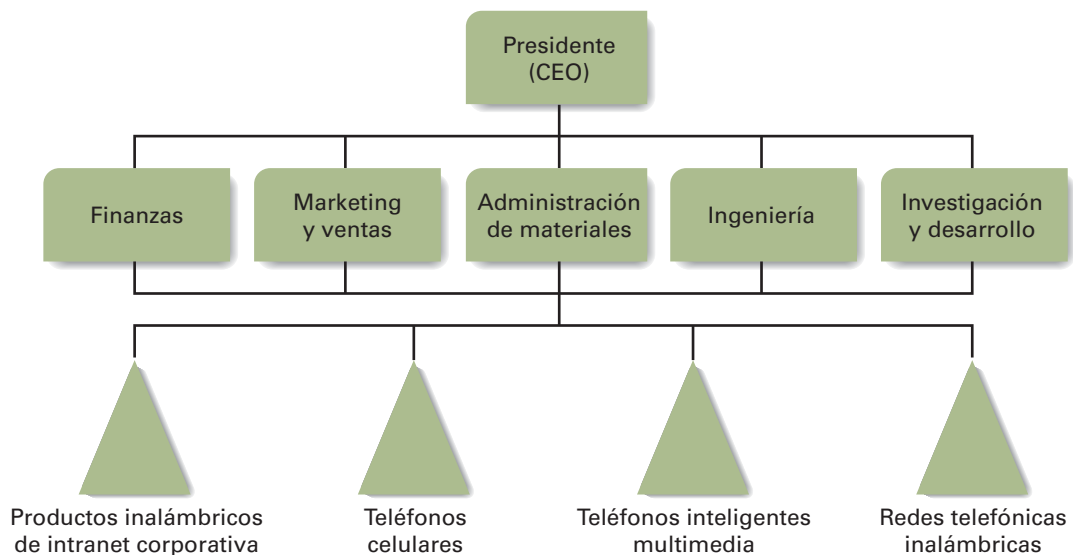 Presidente
(CEO)
Finanzas
Marketing
y ventas
Administración
de materiales
Ingeniería
Investigación
y desarrollo
Productos inalámbricos
de intranet corporativa
Teléfonos
celulares
Teléfonos inteligentes
multimedia
Redes telefónicas
inalámbricas